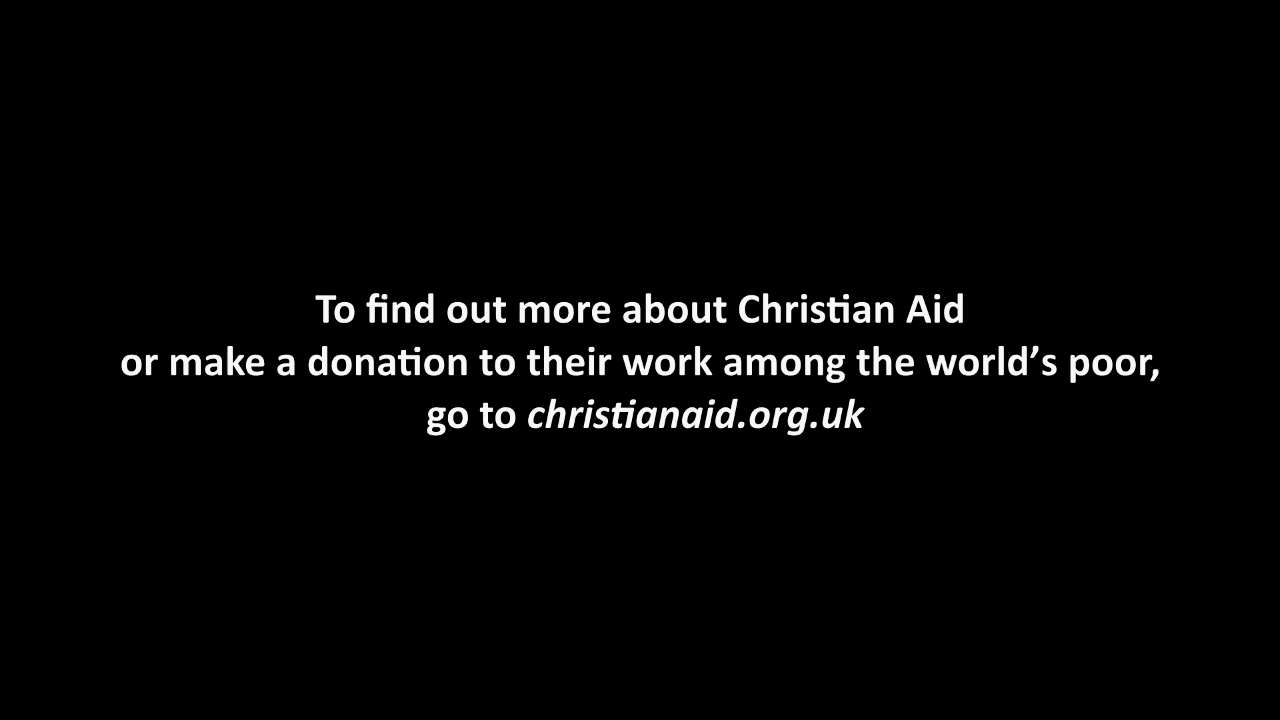 To find out more about Christian Aid
or make a donation to their work among the world’s poor,
go to christianaid.org.uk